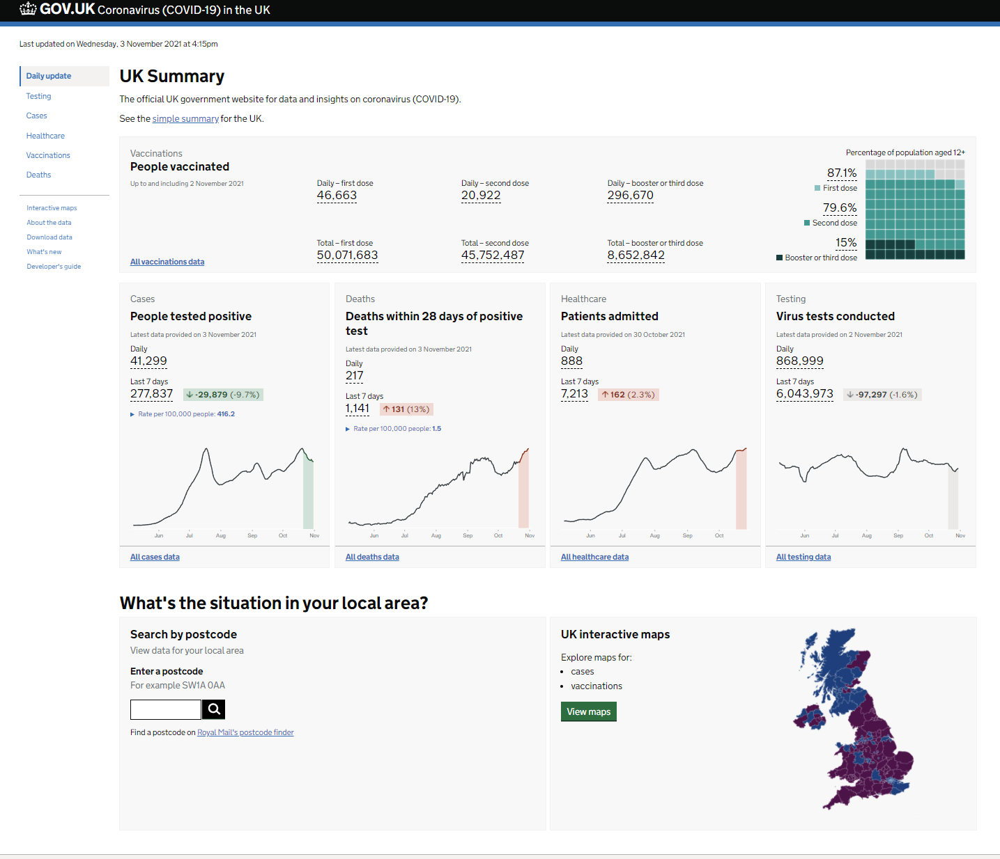 GOV.UK Coronavirus (COVID-19) in the UK
Last updated on Wednesday, 3 November 2021 at 4:15pm
Daily update
Testing
Cases
Healthcare
Vaccinations
Deaths
Interactive maps
About the data
Download data
What's new
Developer's guide
UK Summary
The official UK government website for data and insights on coronavirus (COVID-19).
See the simple summary for the UK.
Vaccinations
People vaccinated
Up to and including 2 November 2021
Daily – first dose
46,663
Daily – second dose
20,922
Daily – booster or third dose
296,670
Total – first dose
50,071,683
Total – second dose
45,752,487
Total – booster or third dose
8,652,842
All vaccinations data
Percentage of population aged 12+
87.1%
First dose
79.6%
Second dose
15%
Booster or third dose
Cases
People tested positive
Latest data provided on 3 November 2021
Daily
41,299
Last 7 days
277,837 ↓ -29,879 (-9.7%)
► Rate per 100,000 people: 416.2
Jun Jul Aug Sep Oct Nov
All cases data
Deaths
Deaths within 28 days of positive
test
Latest data provided on 3 November 2021
Daily
217
Last 7 days
1,141 ↑ 131 (13%)
► Rate per 100,000 people: 1.5
Jun Jul Aug Sep Oct Nov
All deaths data
Healthcare
Patients admitted
Latest data provided on 30 October 2021
Daily
888
Last 7 days
7,213 ↑ 162 (2.3%)
Jun Jul Aug Sep Oct
All healthcare data
Testing
Virus tests conducted
Latest data provided on 2 November 2021
Daily
868,999
Last 7 days
6,043,973 ↓ -97,297 (-1.6%)
Jun Jul Aug Sep Oct Nov
All testing data
What's the situation in your local area?
Search by postcode
View data for your local area
Enter a postcode
For example SW1A 0AA
Find a postcode on Royal Mail's postcode finder
UK interactive maps
Explore maps for:
• cases
• vaccinations
View maps